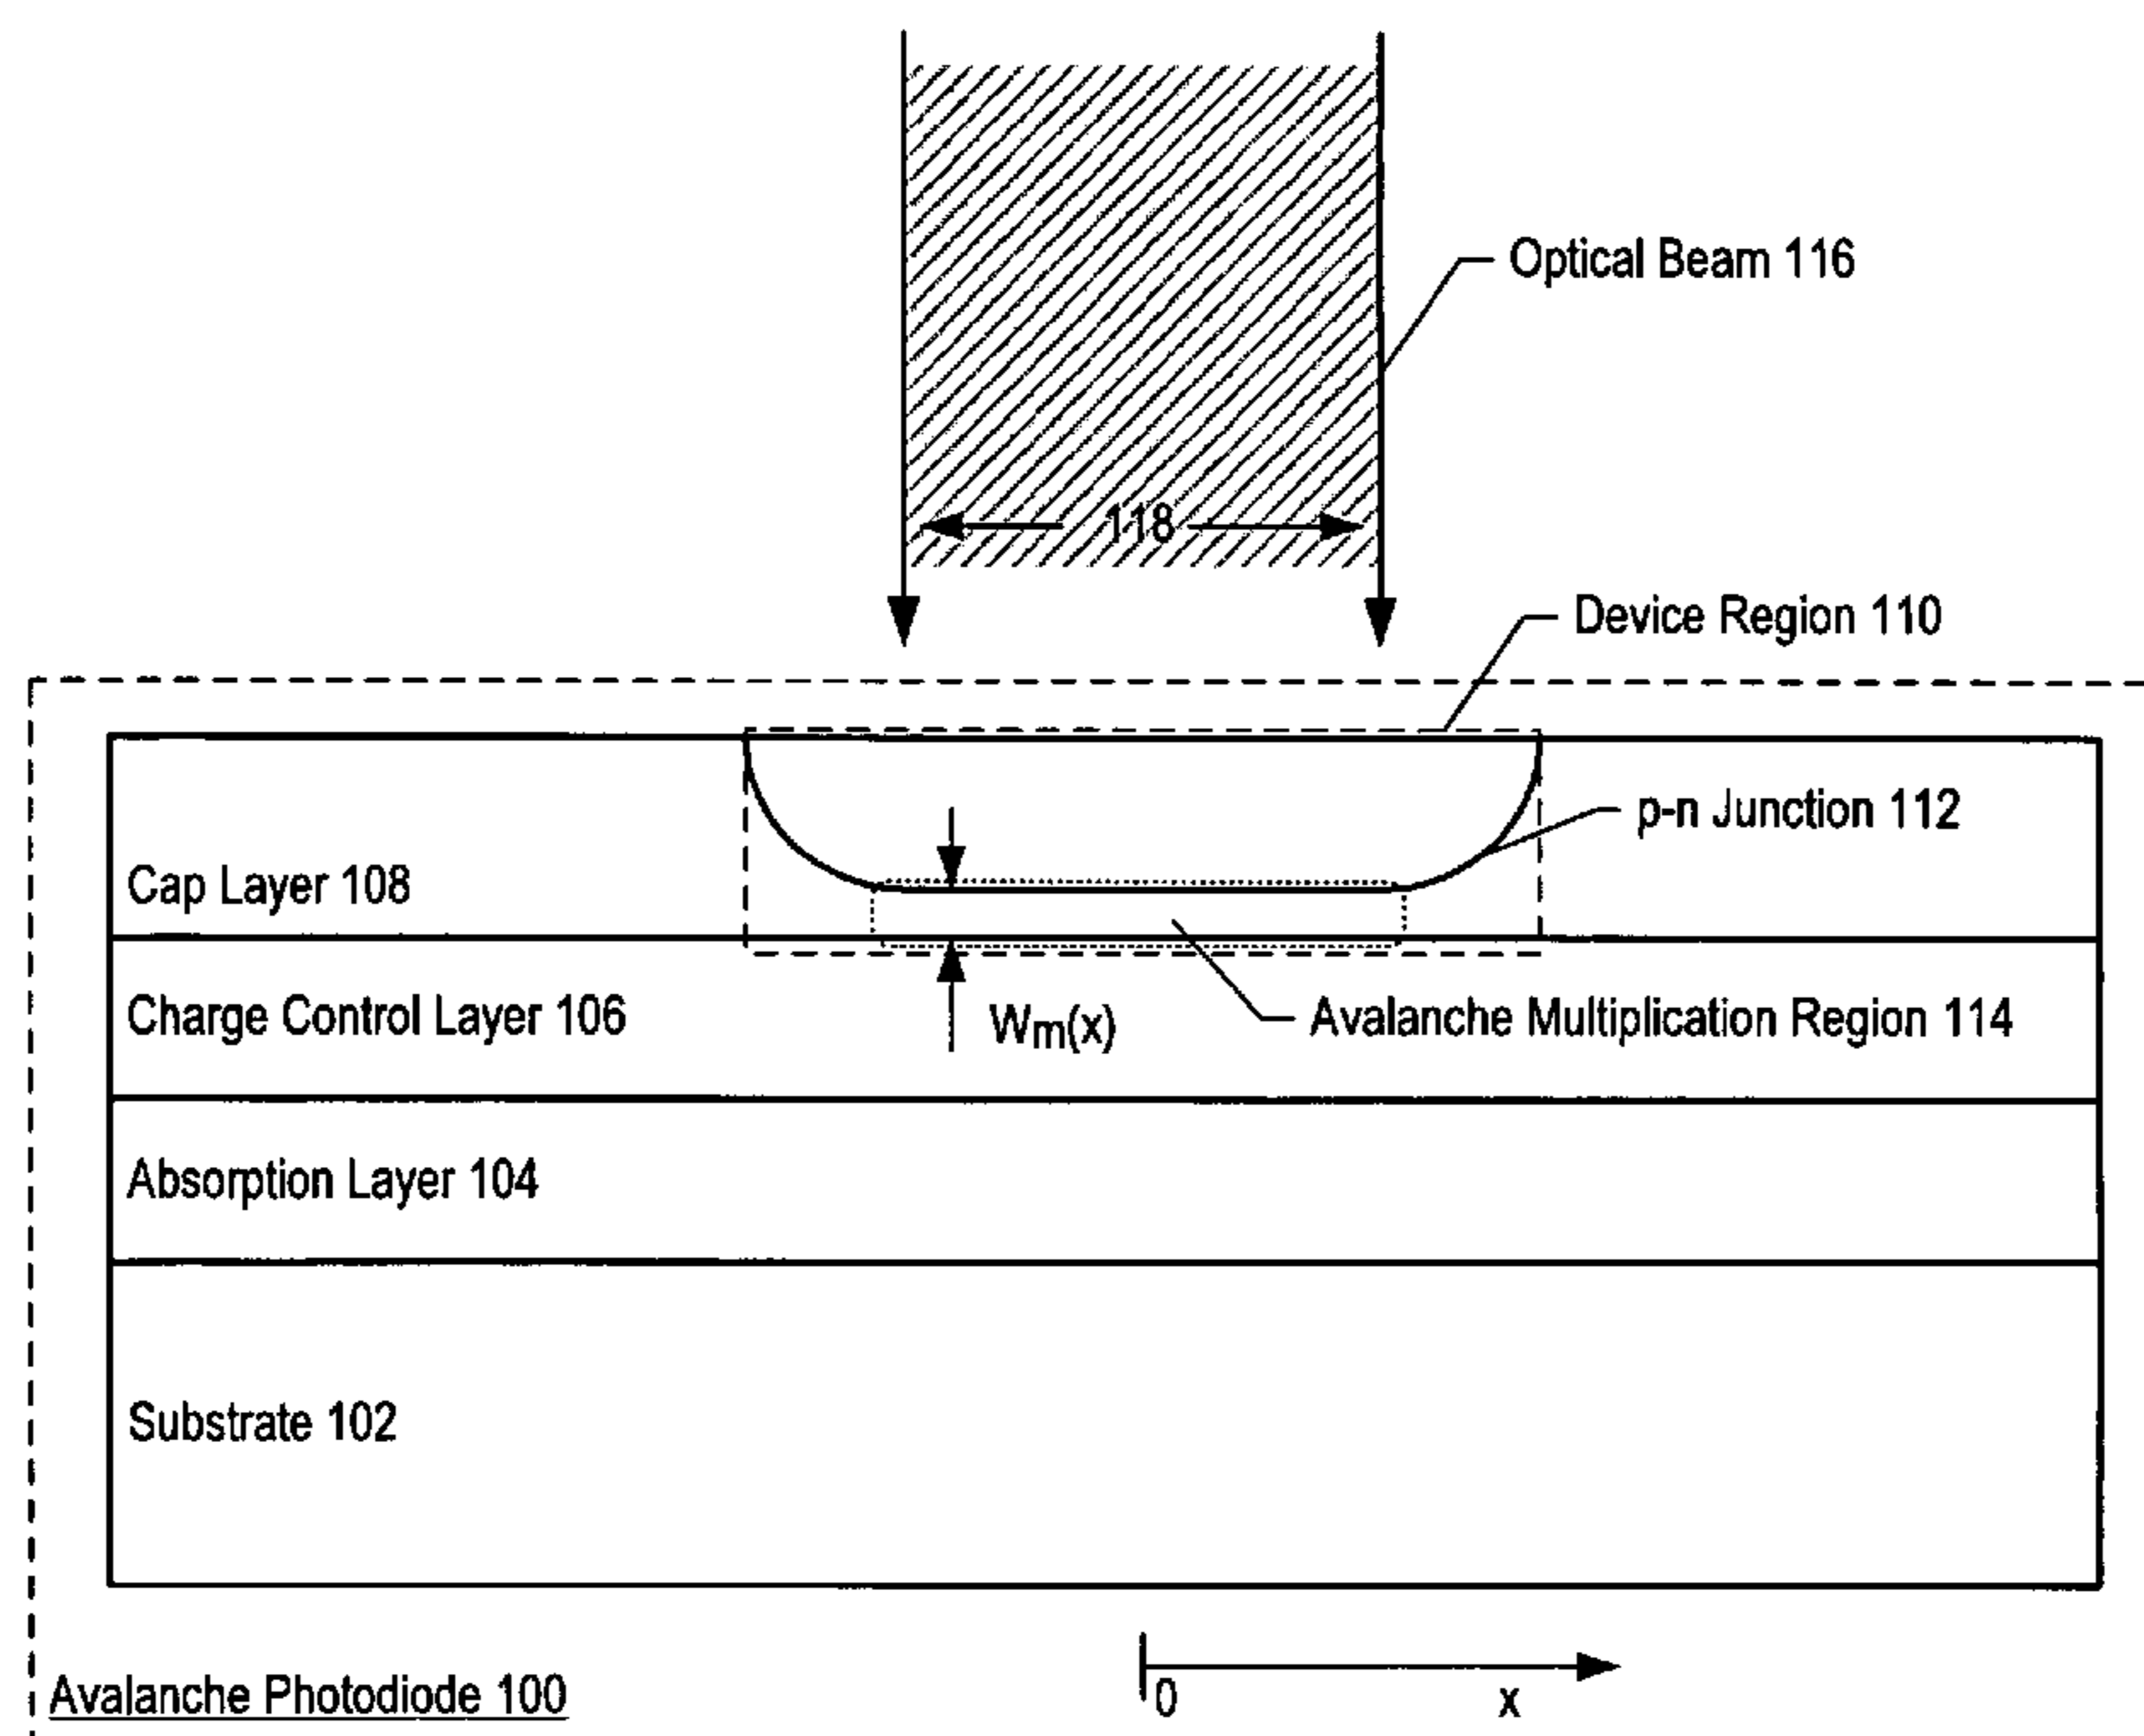 Optical Beam 116
118
Device Region 110
p-n Junction 112
Cap Layer 108
Charge Control Layer 106
Wm(x)
Avalanche Multiplication Region 114
Absorption Layer 104
Substrate 102
0
x
Avalanche Photodiode 100